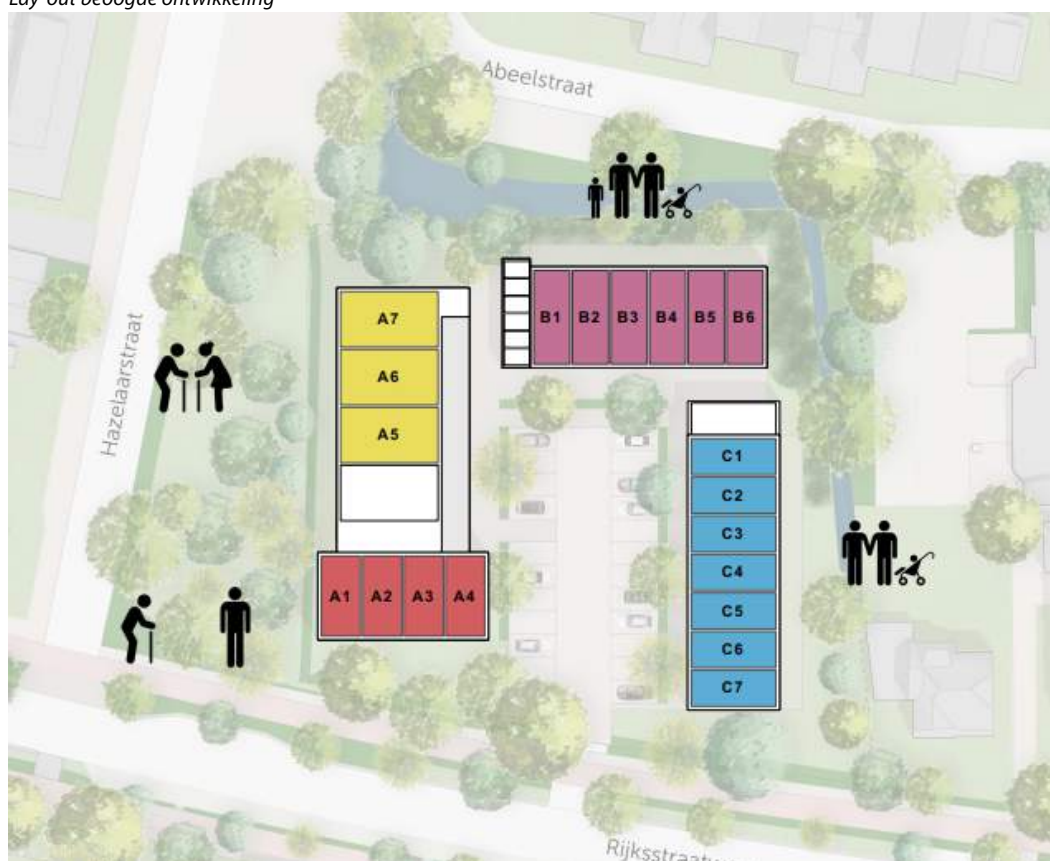 Lay-out beoogde ontwikkeling
Abeelstraat
Hazelaarstraat
A7
A6
A5
A1 A2 A3 A4
B1 B2 B3 B4 B5 B6
C1
C2
C3
C4
C5
C6
C7